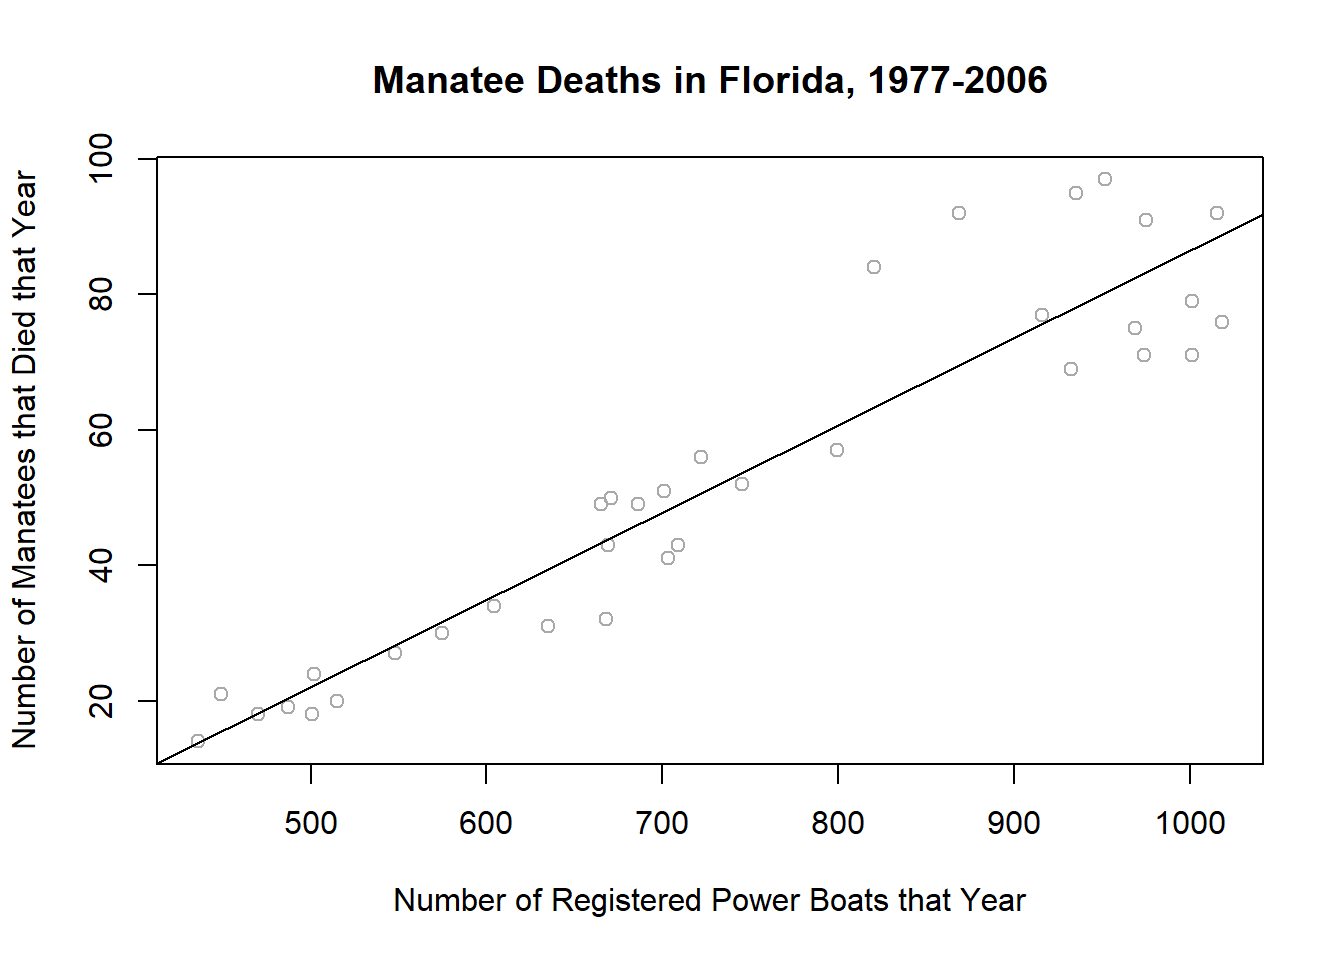 Manatee Deaths in Florida, 1977-2006
Number of Manatees that Died that Year
100
80
60
40
20
500 600 700 800 900 1000
Number of Registered Power Boats that Year